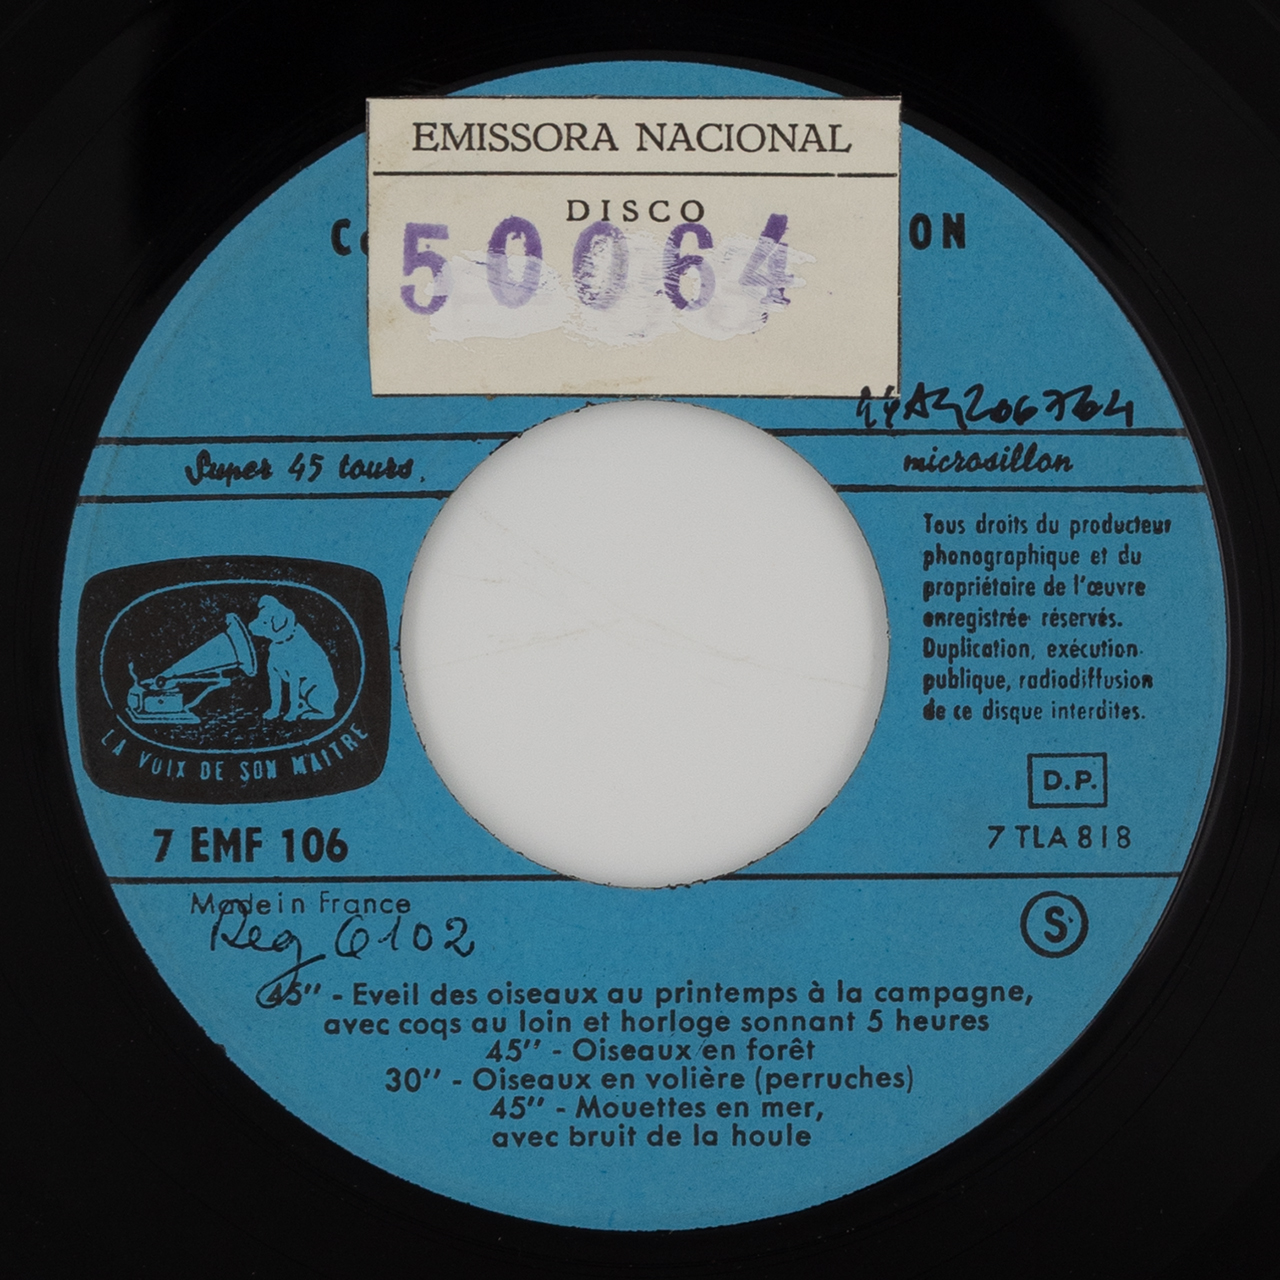 EMISSORA NACIONAL
DISCO
50064
ON
Super 45 tours.
microsillon
Tous droits du producteur
phonographique et du
propriétaire de l'œuvre
enregistrée réservés.
Duplication, exécution
publique, radiodiffusion
de ce disque interdites.
LA VOIX DE SON MAITRE
D.P.
7 EMF 106
7 TLA 818
Made in France
Reg 6102
S
45" - Eveil des oiseaux au printemps à la campagne,
avec coqs au loin et horloge sonnant 5 heures
45" - Oiseaux en forêt
30" - Oiseaux en volière (perruches)
45" - Mouettes en mer,
avec bruit de la houle